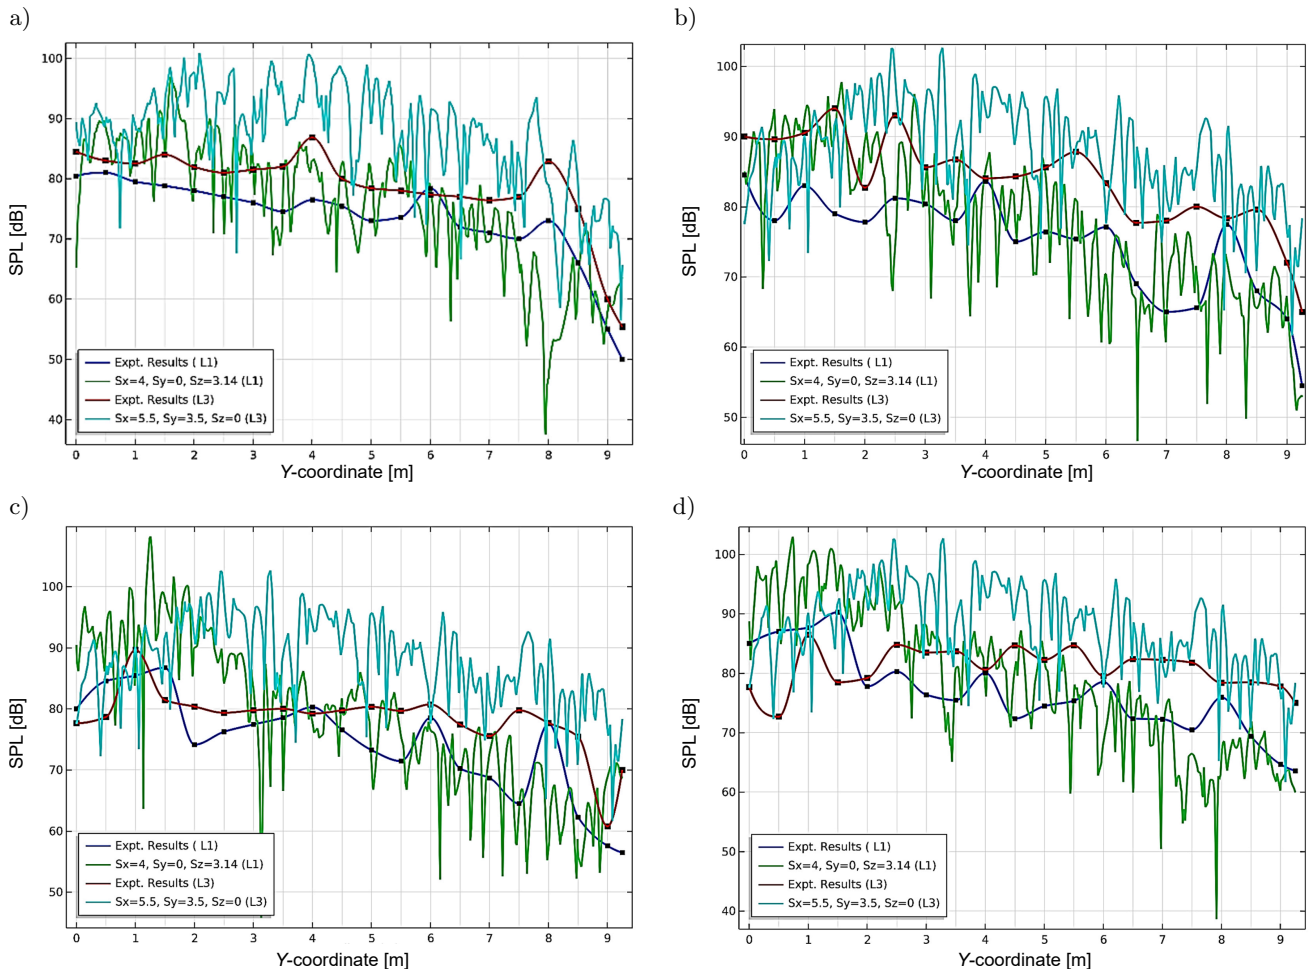 a)
b)
100
90
80
70
60
40
SPL [dB]
0 1 2 3 4 5 6 7 8 9
Y-coordinate [m]
Expt. Results ( L1)
Sx=4, Sy=0, Sz=3.14 (L1)
Expt. Results (L3)
Sx=5.5, Sy=3.5, Sz=0 (L3)
100
90
80
70
60
50
SPL [dB]
0 1 2 3 4 5 6 7 8 9
Y-coordinate [m]
Expt. Results ( L1)
Sx=4, Sy=0, Sz=3.14 (L1)
Expt. Results (L3)
Sx=5.5, Sy=3.5, Sz=0 (L3)
c)
d)
100
90
80
70
60
50
SPL [dB]
0 1 2 3 4 5 6 7 8 9
Y-coordinate [m]
Expt. Results ( L1)
Sx=4, Sy=0, Sz=3.14 (L1)
Expt. Results (L3)
Sx=5.5, Sy=3.5, Sz=0 (L3)
100
90
80
70
60
50
40
SPL [dB]
0 1 2 3 4 5 6 7 8 9
Y-coordinate [m]
Expt. Results ( L1)
Sx=4, Sy=0, Sz=3.14 (L1)
Expt. Results (L3)
Sx=5.5, Sy=3.5, Sz=0 (L3)